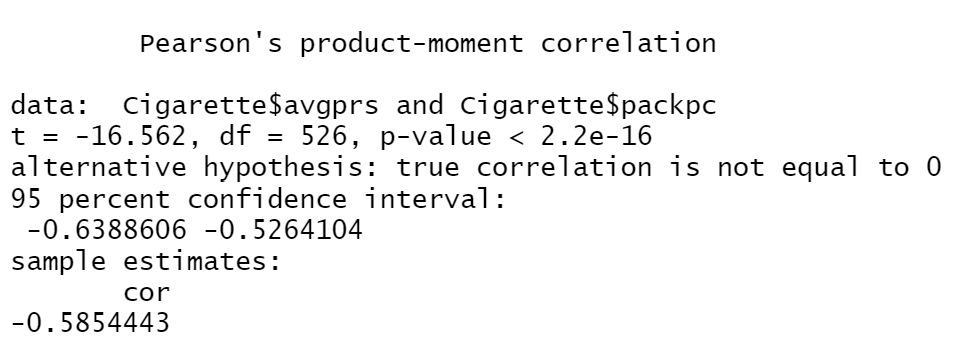 Pearson's product-moment correlation
data:  Cigarette$avgprs and Cigarette$packpc
t = -16.562, df = 526, p-value < 2.2e-16
alternative hypothesis: true correlation is not equal to 0
95 percent confidence interval:
-0.6388606 -0.5264104
sample estimates:
cor
-0.5854443